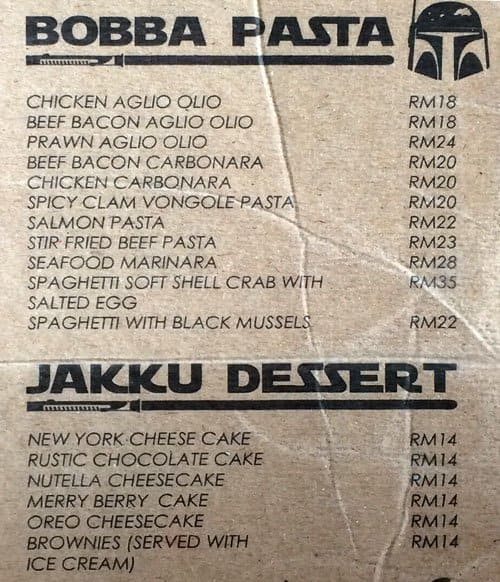 BOBBA PASTA
CHICKEN AGLIO OLIO RM18
BEEF BACON AGLIO OLIO RM18
PRAWN AGLIO OLIO RM24
BEEF BACON CARBONARA RM20
CHICKEN CARBONARA RM20
SPICY CLAM VONGOLE PASTA RM20
SALMON PASTA RM22
STIR FRIED BEEF PASTA RM23
SEAFOOD MARINARA RM28
SPAGHETTI SOFT SHELL CRAB WITH RM35
SALTED EGG
SPAGHETTI WITH BLACK MUSSELS RM22
JAKKU DESSERT
NEW YORK CHEESE CAKE RM14
RUSTIC CHOCOLATE CAKE RM14
NUTELLA CHEESECAKE RM14
MERRY BERRY CAKE RM14
OREO CHEESECAKE RM14
BROWNIES (SERVED WITH RM14
ICE CREAM)